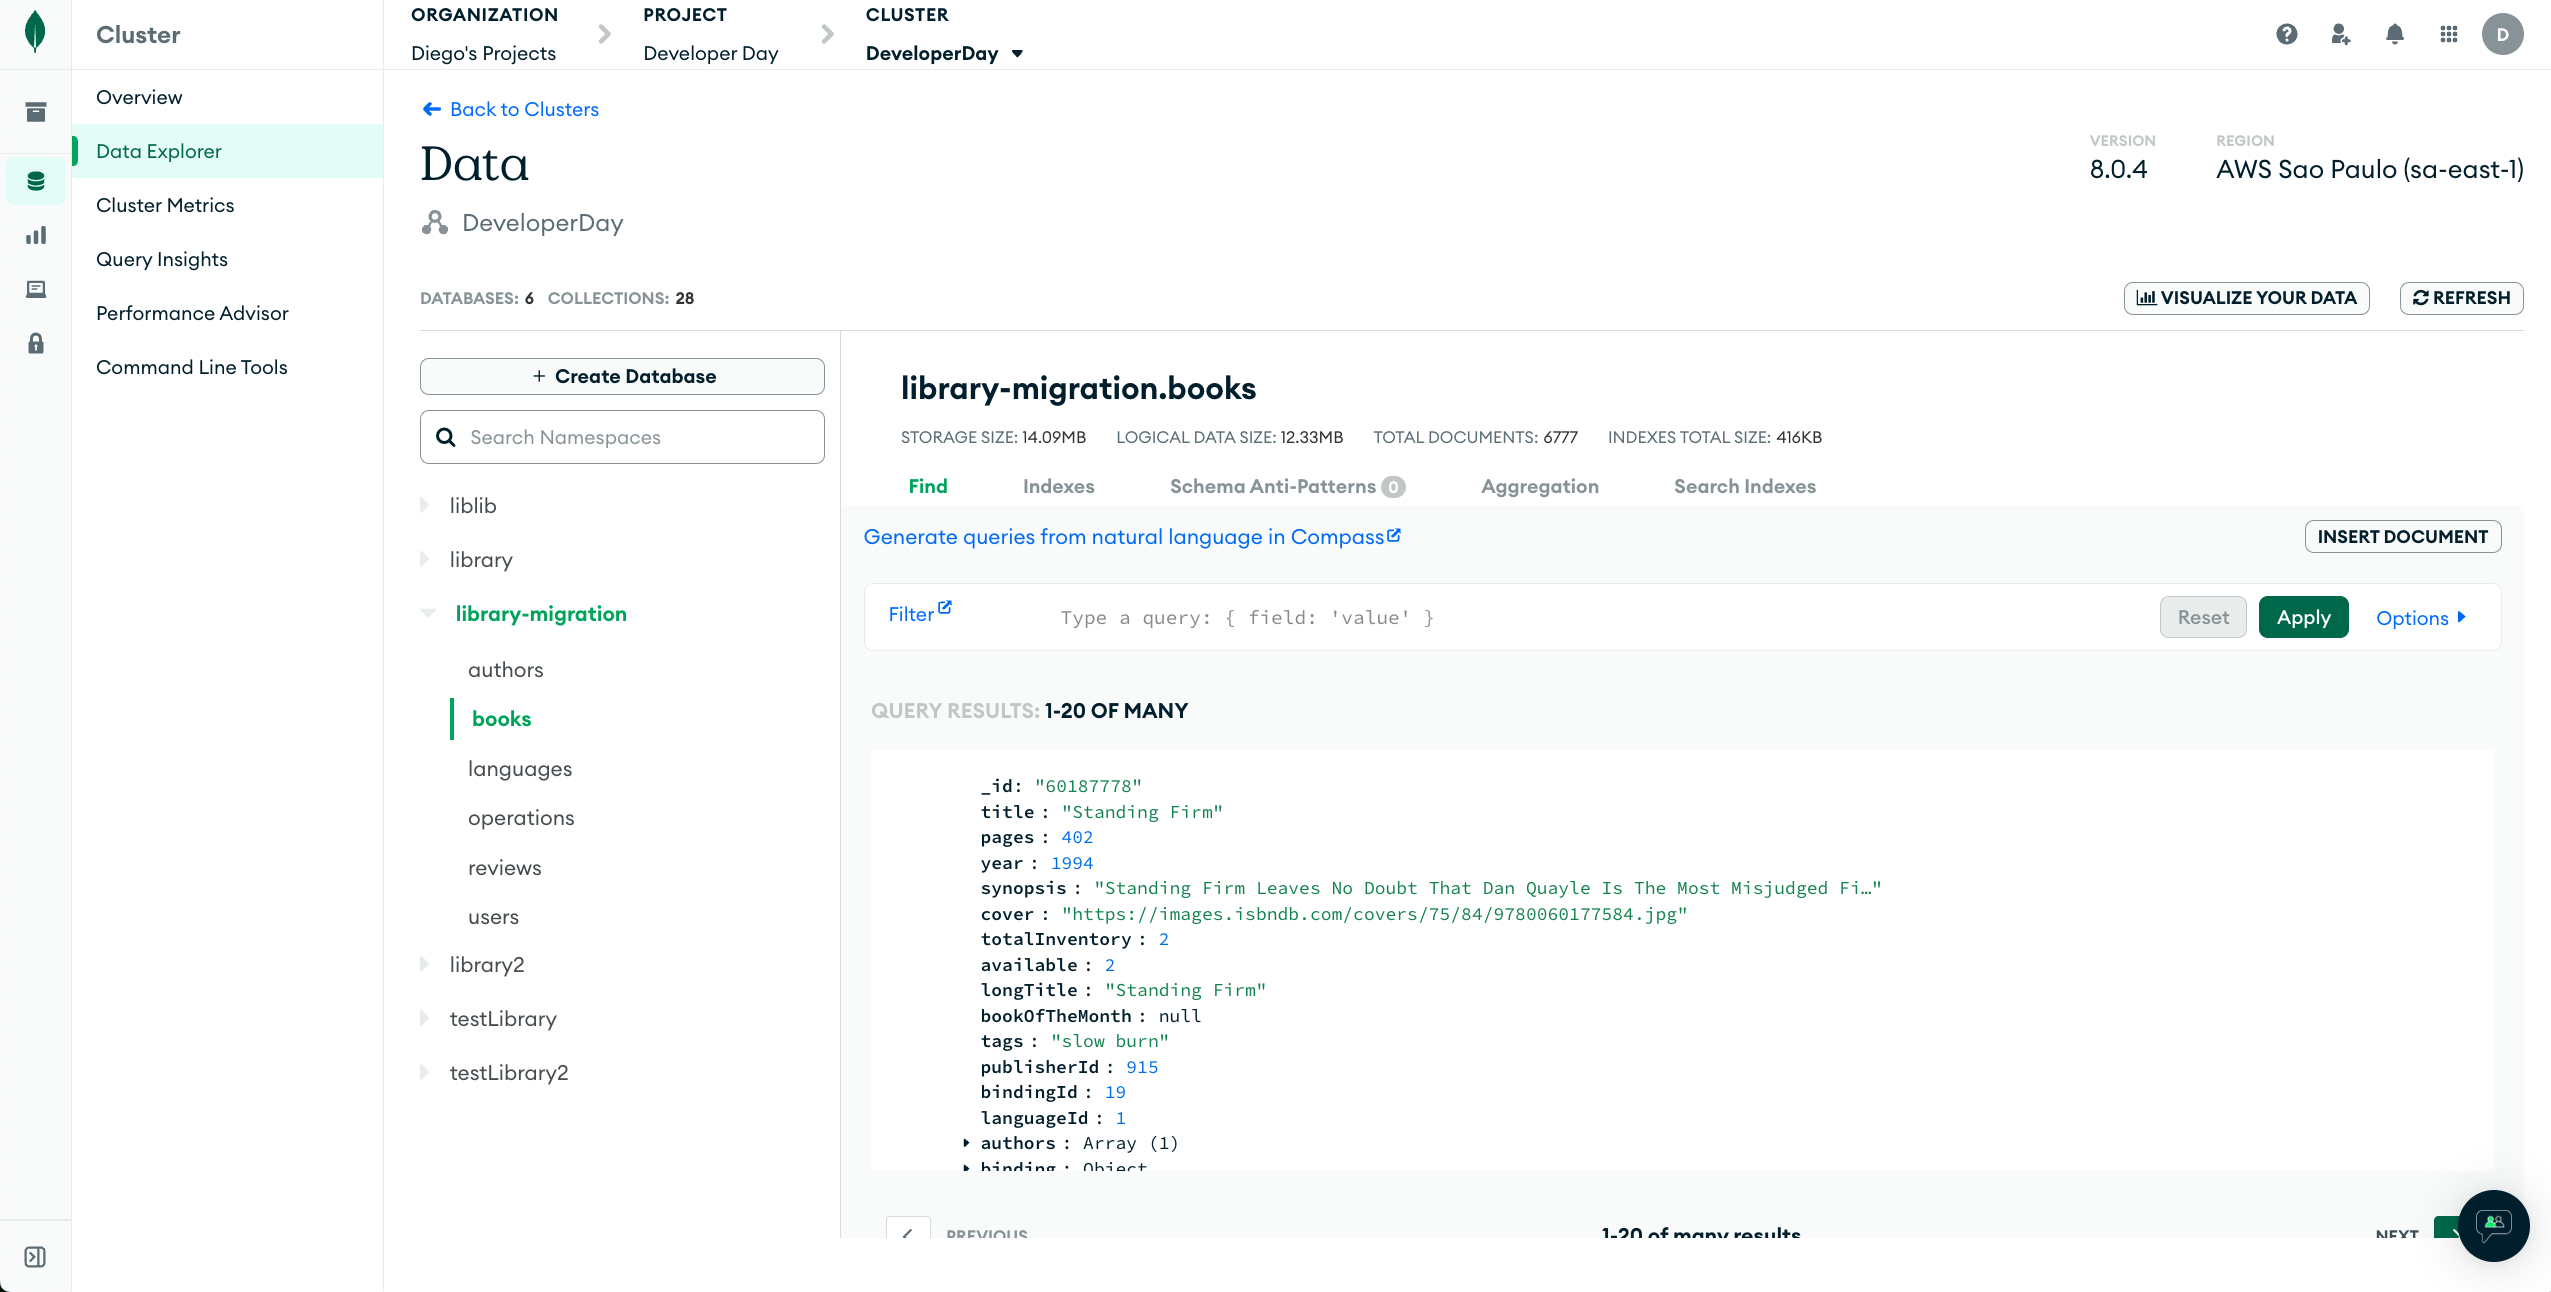 Cluster
Overview
Data Explorer
Cluster Metrics
Query Insights
Performance Advisor
Command Line Tools
ORGANIZATION
Diego's Projects
PROJECT
Developer Day
CLUSTER
DeveloperDay
D
Back to Clusters
Data
DeveloperDay
VERSION
8.0.4
REGION
AWS Sao Paulo (sa-east-1)
DATABASES: 6 COLLECTIONS: 28
VISUALIZE YOUR DATA
REFRESH
+ Create Database
Search Namespaces
liblib
library
library-migration
authors
books
languages
operations
reviews
users
library2
testLibrary
testLibrary2
library-migration.books
STORAGE SIZE: 14.09MB LOGICAL DATA SIZE: 12.33MB TOTAL DOCUMENTS: 6777 INDEXES TOTAL SIZE: 416KB
Find Indexes Schema Anti-Patterns 0 Aggregation Search Indexes
Generate queries from natural language in Compass
INSERT DOCUMENT
Filter
Type a query: { field: 'value' }
Reset
Apply
Options
QUERY RESULTS: 1-20 OF MANY
_id: "60187778"
title : "Standing Firm"
pages : 402
year : 1994
synopsis : "Standing Firm Leaves No Doubt That Dan Quayle Is The Most Misjudged Fi…"
cover : "https://images.isbndb.com/covers/75/84/9780060177584.jpg"
totalInventory : 2
available : 2
longTitle : "Standing Firm"
bookOfTheMonth : null
tags : "slow burn"
publisherId : 915
bindingId : 19
languageId : 1
authors : Array (1)
binding : Object
PREVIOUS
1-20 of many results
NEXT